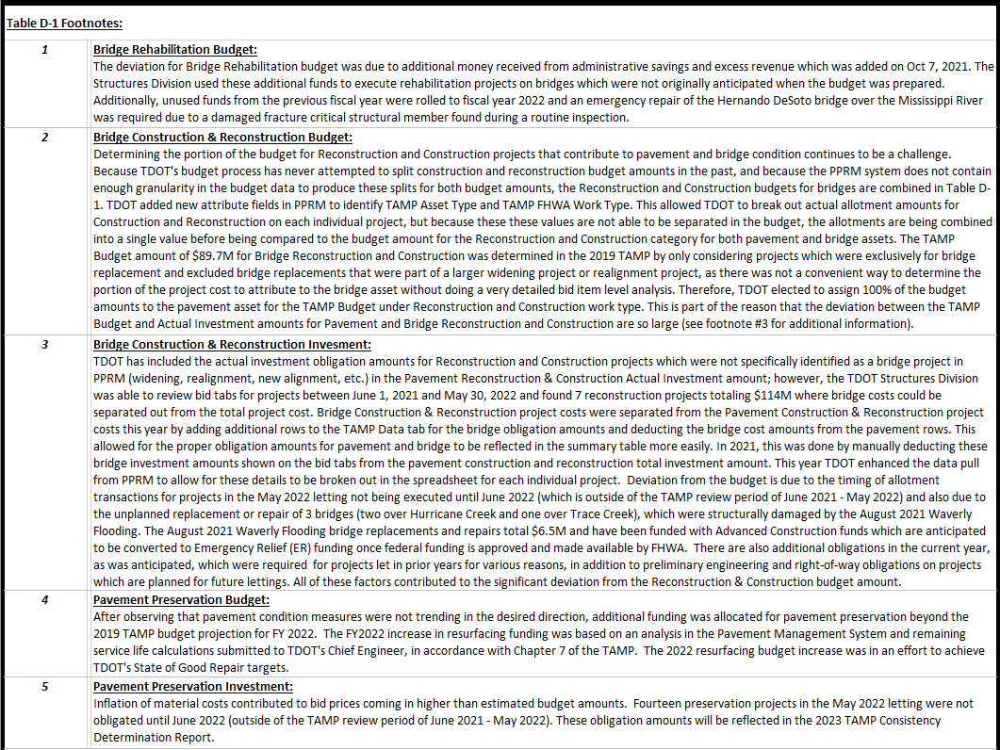 Table D-1 Footnotes:
1
Bridge Rehabilitation Budget:
The deviation for Bridge Rehabilitation budget was due to additional money received from administrative savings and excess revenue which was added on Oct 7, 2021. The
Structures Division used these additional funds to execute rehabilitation projects on bridges which were not originally anticipated when the budget was prepared.
Additionally, unused funds from the previous fiscal year were rolled to fiscal year 2022 and an emergency repair of the Hernando DeSoto bridge over the Mississippi River
was required due to a damaged fracture critical structural member found during a routine inspection.
2
Bridge Construction & Reconstruction Budget:
Determining the portion of the budget for Reconstruction and Construction projects that contribute to pavement and bridge condition continues to be a challenge.
Because TDOT's budget process has never attempted to split construction and reconstruction budget amounts in the past, and because the PPRM system does not contain
enough granularity in the budget data to produce these splits for both budget amounts, the Reconstruction and Construction budgets for bridges are combined in Table D-
1. TDOT added new attribute fields in PPRM to identify TAMP Asset Type and TAMP FHWA Work Type. This allowed TDOT to break out actual allotment amounts for
Construction and Reconstruction on each individual project, but because these these values are not able to be separated in the budget, the allotments are being combined
into a single value before being compared to the budget amount for the Reconstruction and Construction category for both pavement and bridge assets. The TAMP
Budget amount of $89.7M for Bridge Reconstruction and Construction was determined in the 2019 TAMP by only considering projects which were exclusively for bridge
replacement and excluded bridge replacements that were part of a larger widening project or realignment project, as there was not a convenient way to determine the
portion of the project cost to attribute to the bridge asset without doing a very detailed bid item level analysis. Therefore, TDOT elected to assign 100% of the budget
amounts to the pavement asset for the TAMP Budget under Reconstruction and Construction work type. This is part of the reason that the deviation between the TAMP
Budget and Actual Investment amounts for Pavement and Bridge Reconstruction and Construction are so large (see footnote #3 for additional information).
3
Bridge Construction & Reconstruction Invesment:
TDOT has included the actual investment obligation amounts for Reconstruction and Construction projects which were not specifically identified as a bridge project in
PPRM (widening, realignment, new alignment, etc.) in the Pavement Reconstruction & Construction Actual Investment amount; however, the TDOT Structures Division
was able to review bid tabs for projects between June 1, 2021 and May 30, 2022 and found 7 reconstruction projects totaling $114M where bridge costs could be
separated out from the total project cost. Bridge Construction & Reconstruction project costs were separated from the Pavement Construction & Reconstruction project
costs this year by adding additional rows to the TAMP Data tab for the bridge obligation amounts and deducting the bridge cost amounts from the pavement rows. This
allowed for the proper obligation amounts for pavement and bridge to be reflected in the summary table more easily. In 2021, this was done by manually deducting these
bridge investment amounts shown on the bid tabs from the pavement construction and reconstruction total investment amount. This year TDOT enhanced the data pull
from PPRM to allow for these details to be broken out in the spreadsheet for each individual project. Deviation from the budget is due to the timing of allotment
transactions for projects in the May 2022 letting not being executed until June 2022 (which is outside of the TAMP review period of June 2021 - May 2022) and also due to
the unplanned replacement or repair of 3 bridges (two over Hurricane Creek and one over Trace Creek), which were structurally damaged by the August 2021 Waverly
Flooding. The August 2021 Waverly Flooding bridge replacements and repairs total $6.5M and have been funded with Advanced Construction funds which are anticipated
to be converted to Emergency Relief (ER) funding once federal funding is approved and made available by FHWA. There are also additional obligations in the current year,
as was anticipated, which were required for projects let in prior years for various reasons, in addition to preliminary engineering and right-of-way obligations on projects
which are planned for future lettings. All of these factors contributed to the significant deviation from the Reconstruction & Construction budget amount.
4
Pavement Preservation Budget:
After observing that pavement condition measures were not trending in the desired direction, additional funding was allocated for pavement preservation beyond the
2019 TAMP budget projection for FY 2022. The FY2022 increase in resurfacing funding was based on an analysis in the Pavement Management System and remaining
service life calculations submitted to TDOT's Chief Engineer, in accordance with Chapter 7 of the TAMP. The 2022 resurfacing budget increase was in an effort to achieve
TDOT's State of Good Repair targets.
5
Pavement Preservation Investment:
Inflation of material costs contributed to bid prices coming in higher than estimated budget amounts. Fourteen preservation projects in the May 2022 letting were not
obligated until June 2022 (outside of the TAMP review period of June 2021 - May 2022). These obligation amounts will be reflected in the 2023 TAMP Consistency
Determination Report.